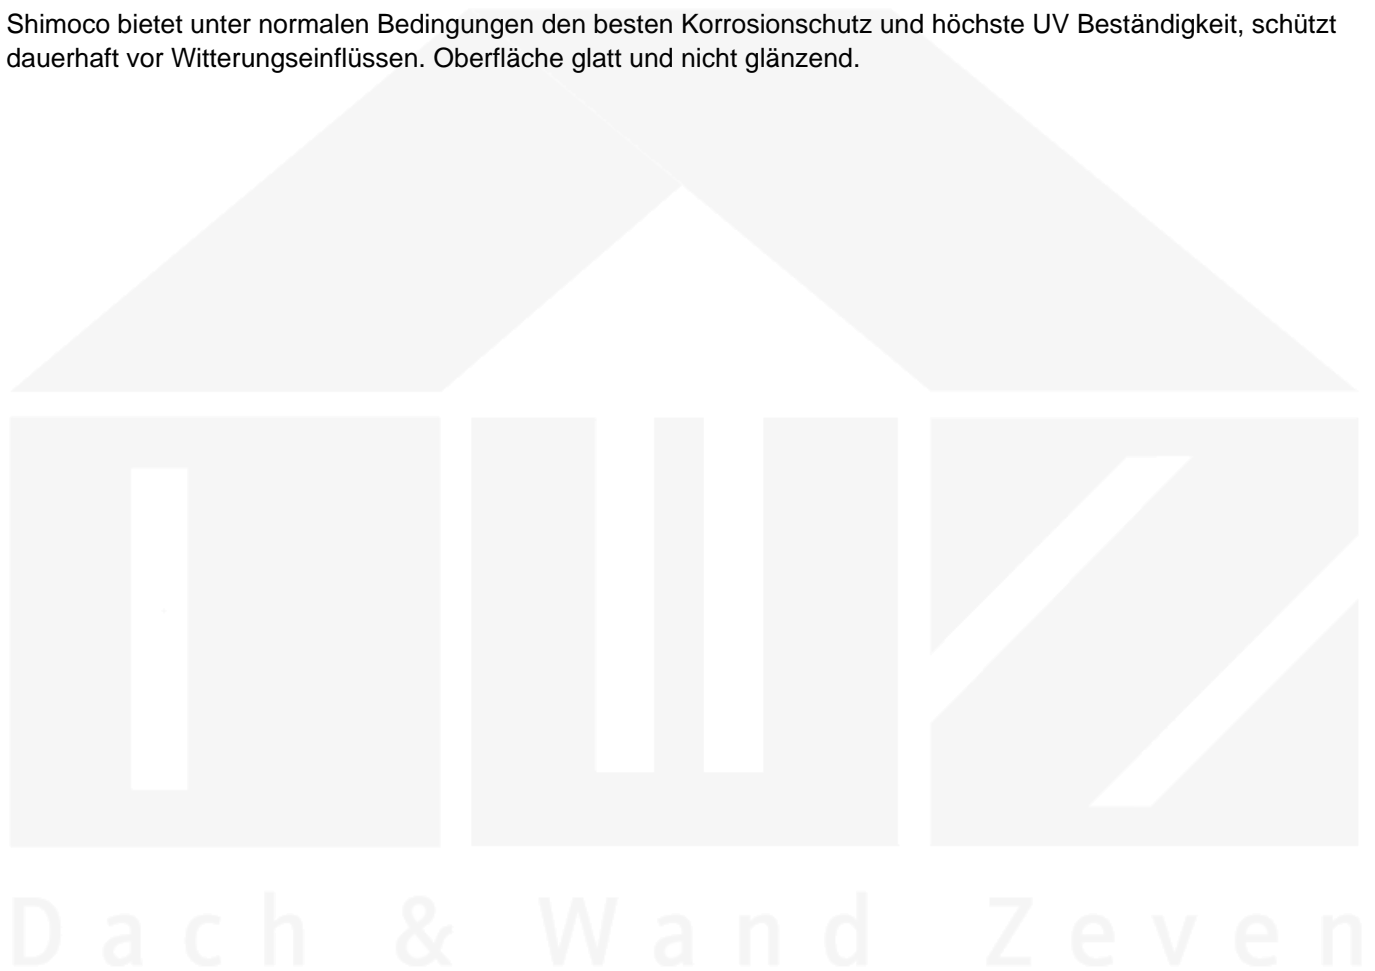 Shimoco bietet unter normalen Bedingungen den besten Korrosionschutz und höchste UV Beständigkeit, schützt
dauerhaft vor Witterungseinflüssen. Oberfläche glatt und nicht glänzend.
Dach & Wand Zeven